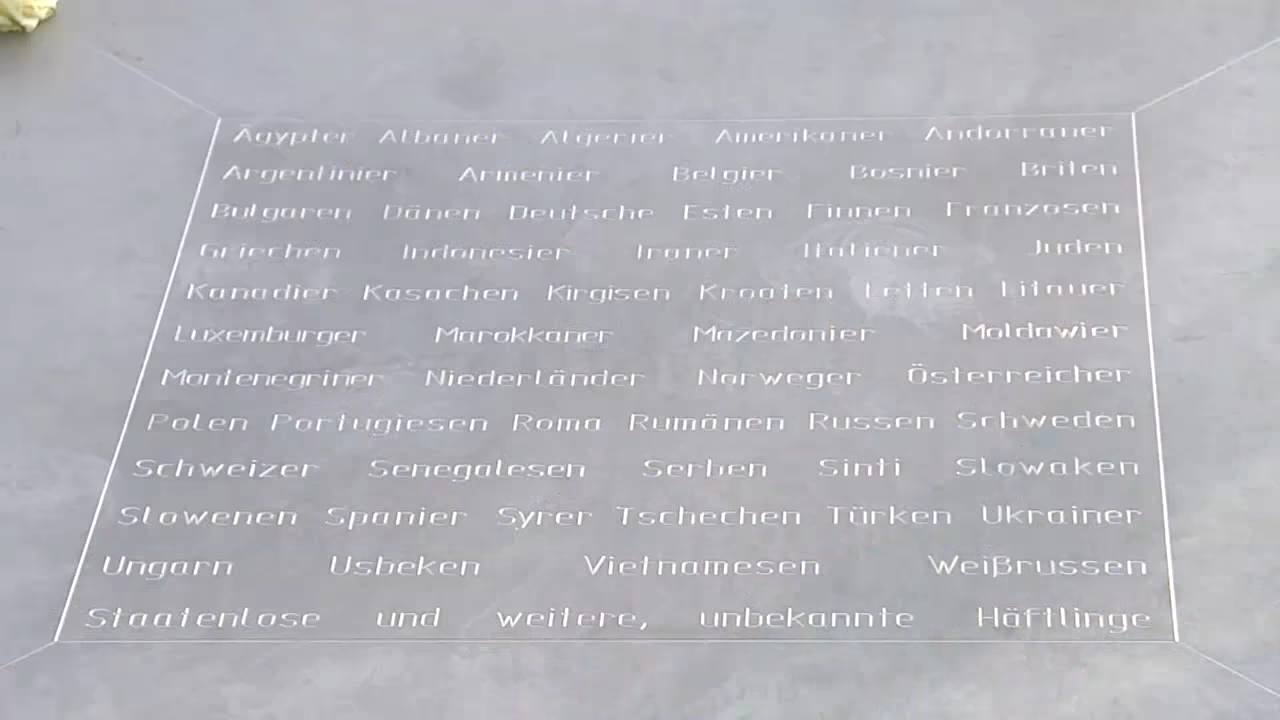 Ägypter Albaner Algerier Amerikaner Andorraner
Argentinier Armenier Belgier Bosnier Briten
Bulgaren Dänen Deutsche Esten Finnen Franzosen
Griechen Indonesier Iraner Italiener Juden
Kanadier Kasachen Kirgisen Kroaten Letten Litauer
Luxemburger Marokkaner Mazedonier Moldawier
Montenegriner Niederländer Norweger Österreicher
Polen Portugiesen Roma Rumänen Russen Schweden
Schweizer Senegalesen Serben Sinti Slowaken
Slowenen Spanier Syrer Tschechen Türken Ukrainer
Ungarn Usbeken Vietnamesen Weißrussen
Staatenlose und weitere, unbekannte Häftlinge